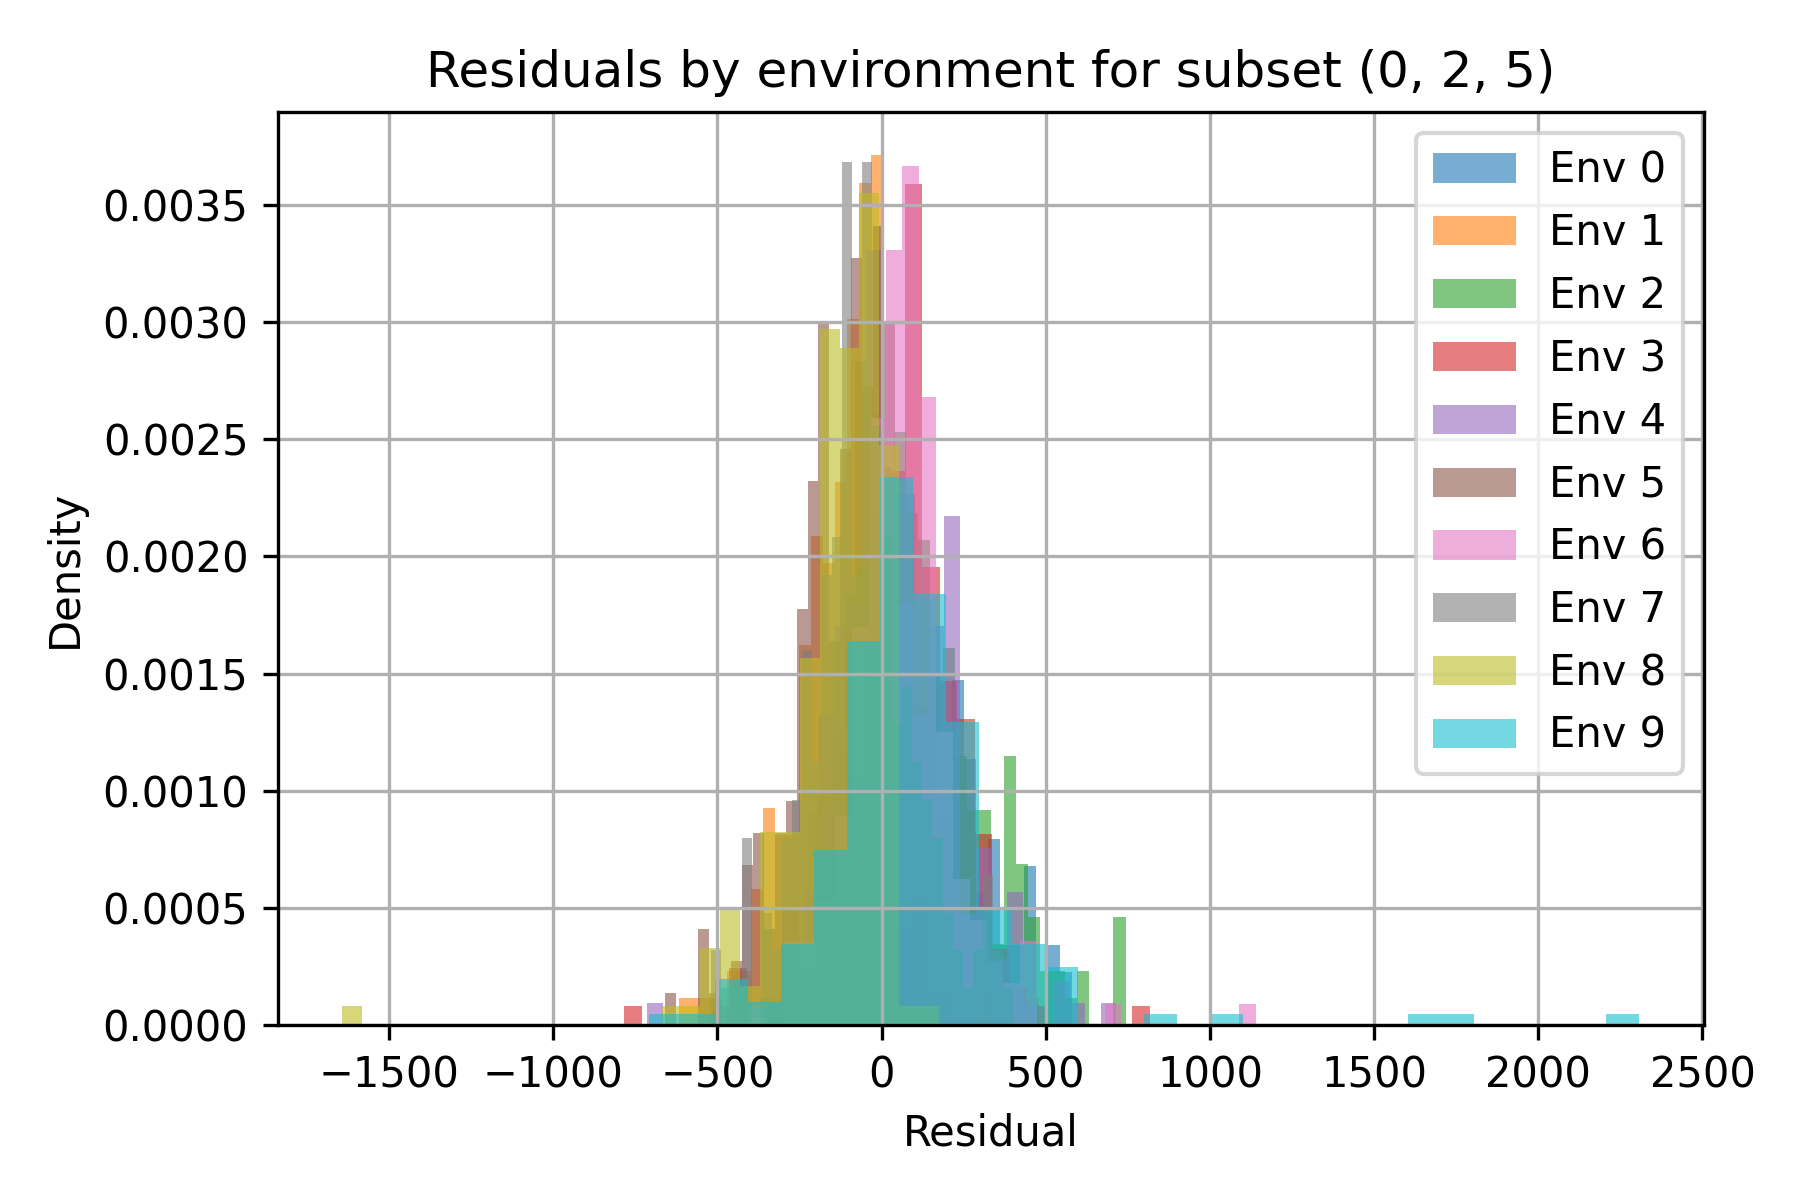 Residuals by environment for subset (0, 2, 5)
Density
0.0035
0.0030
0.0025
0.0020
0.0015
0.0010
0.0005
0.0000
Env 0
Env 1
Env 2
Env 3
Env 4
Env 5
Env 6
Env 7
Env 8
Env 9
−1500 −1000 −500 0 500 1000 1500 2000 2500
Residual